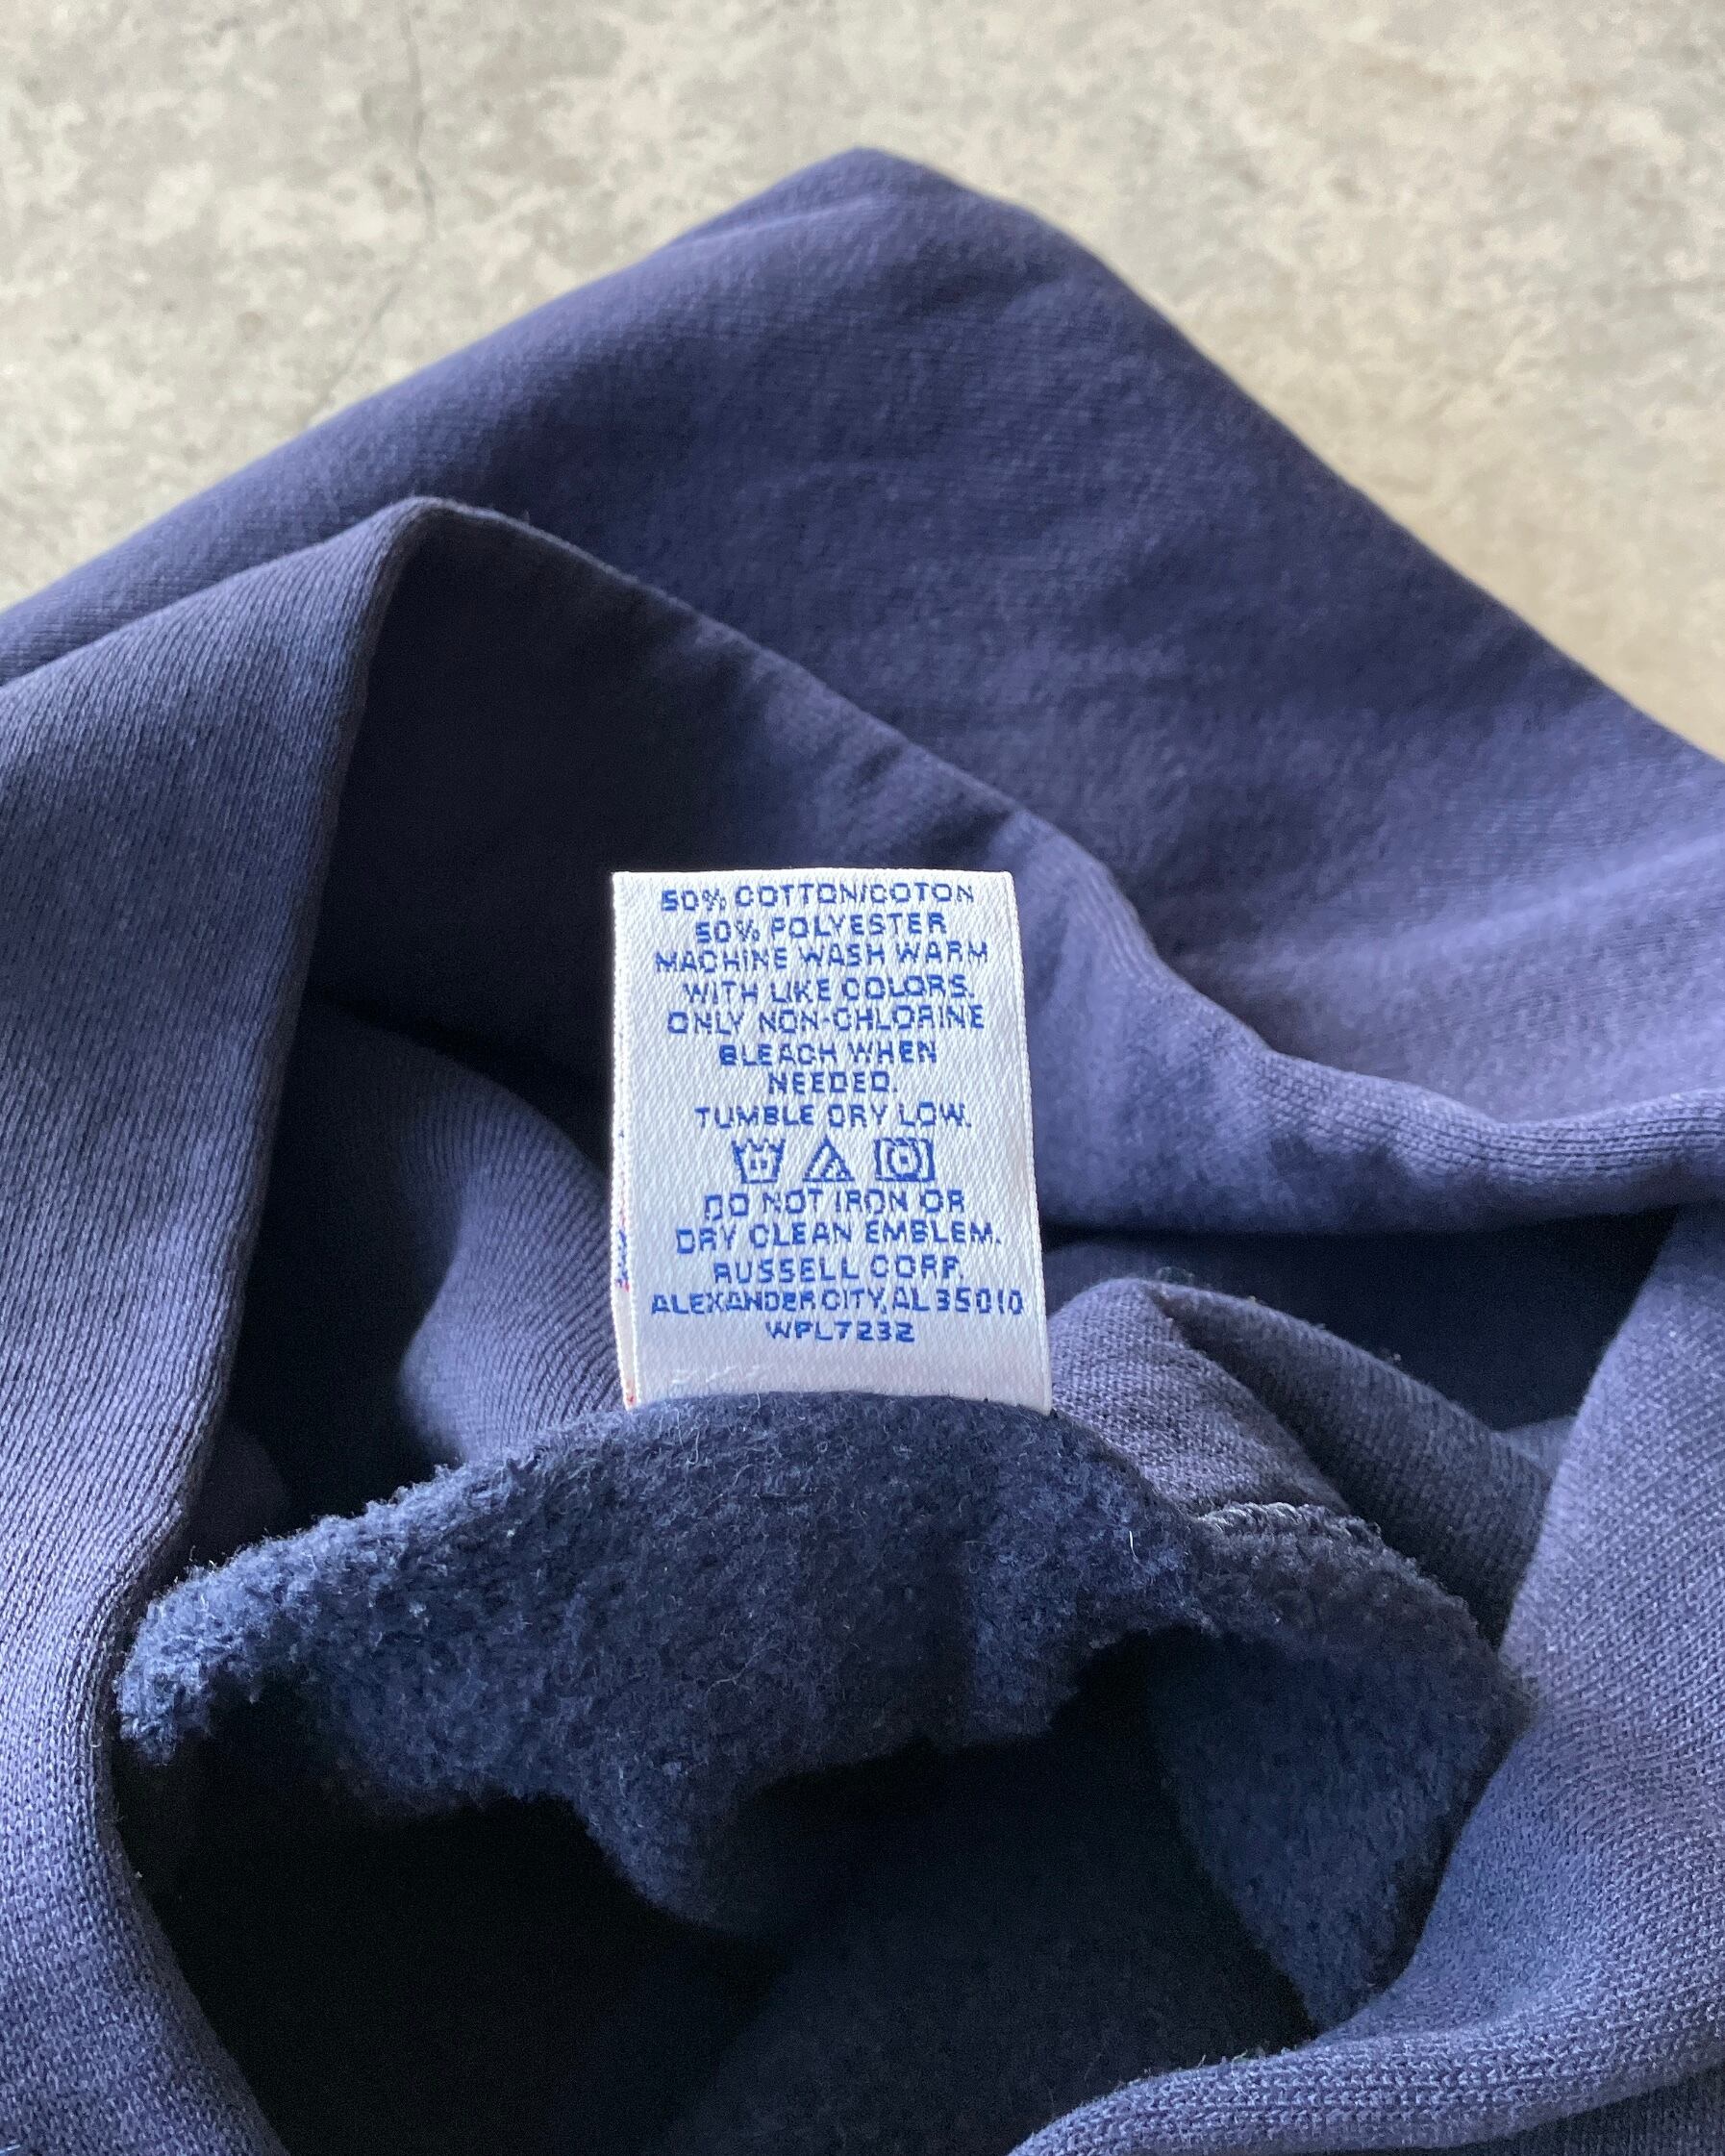 50% COTTON/COTON
50% POLYESTER
MACHINE WASH WARM
WITH LIKE COLORS.
ONLY NON-CHLORINE
BLEACH WHEN
NEEDED.
TUMBLE DRY LOW.
DO NOT IRON OR
DRY CLEAN EMBLEM.
RUSSELL CORP.
ALEXANDER CITY, AL 35010
WPL7232